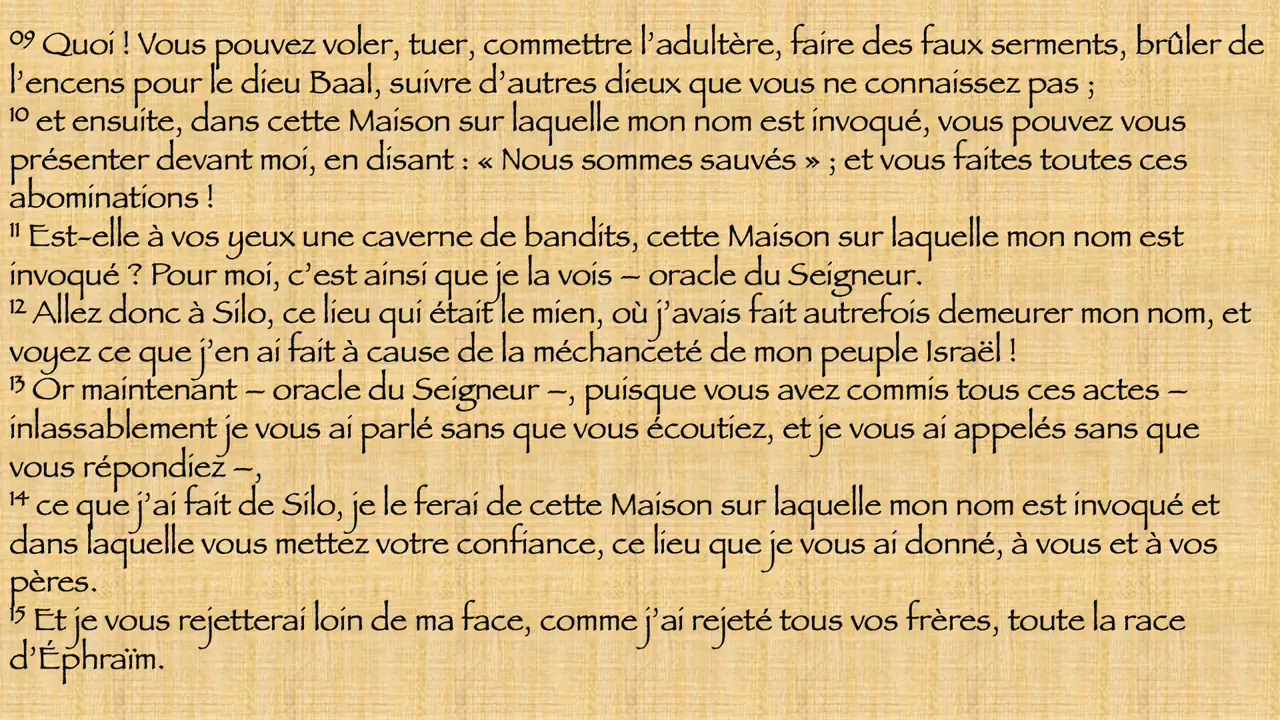 09 Quoi ! Vous pouvez voler, tuer, commettre l’adultère, faire des faux serments, brûler de
l’encens pour le dieu Baal, suivre d’autres dieux que vous ne connaissez pas ;
10 et ensuite, dans cette Maison sur laquelle mon nom est invoqué, vous pouvez vous
présenter devant moi, en disant : « Nous sommes sauvés » ; et vous faites toutes ces
abominations !
11 Est-elle à vos yeux une caverne de bandits, cette Maison sur laquelle mon nom est
invoqué ? Pour moi, c’est ainsi que je la vois – oracle du Seigneur.
12 Allez donc à Silo, ce lieu qui était le mien, où j’avais fait autrefois demeurer mon nom, et
voyez ce que j’en ai fait à cause de la méchanceté de mon peuple Israël !
13 Or maintenant – oracle du Seigneur –, puisque vous avez commis tous ces actes –
inlassablement je vous ai parlé sans que vous écoutiez, et je vous ai appelés sans que
vous répondiez –,
14 ce que j’ai fait de Silo, je le ferai de cette Maison sur laquelle mon nom est invoqué et
dans laquelle vous mettez votre confiance, ce lieu que je vous ai donné, à vous et à vos
pères.
15 Et je vous rejetterai loin de ma face, comme j’ai rejeté tous vos frères, toute la race
d’Éphraïm.